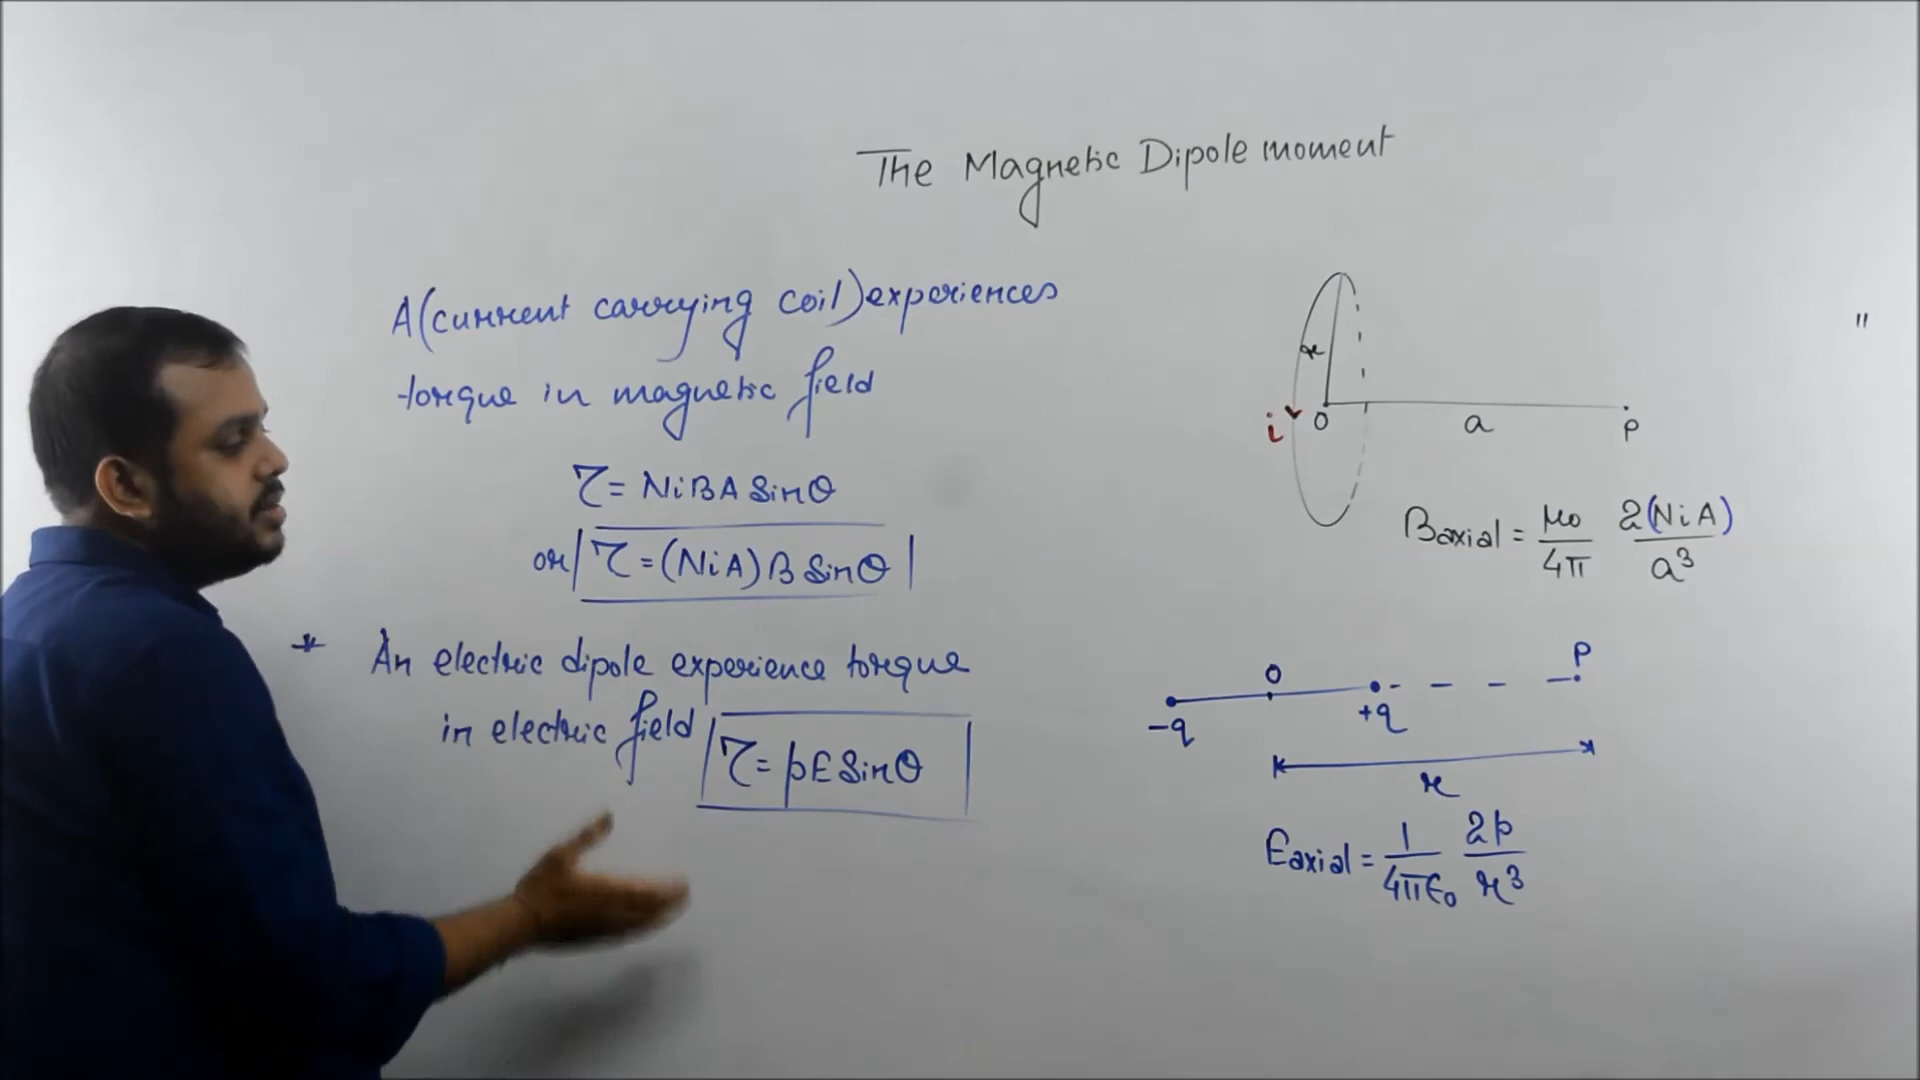 The Magnetic Dipole moment
A(current carrying coil)experiences
torque in magnetic field
τ = NiBA Sinθ
or τ = (NiA) B Sinθ
* An electric dipole experience torque
in electric field
τ = pE Sinθ
r
i
O
a
P
"
Baxial = μ₀/4π 2(NiA)/a³
-q
O
+q
P
r
Eaxial = 1/4πε₀ 2p/r³